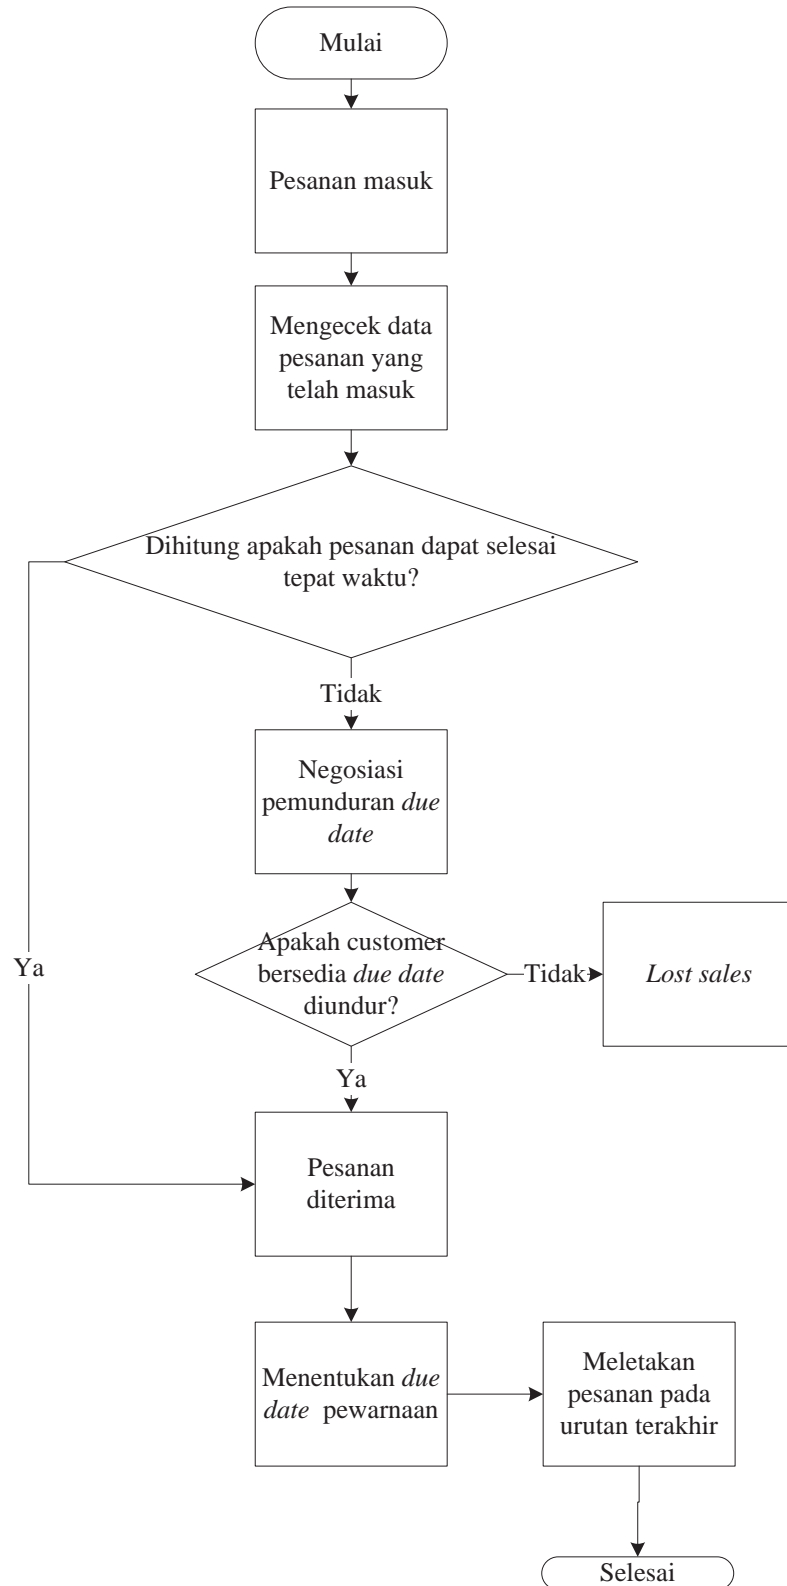 Mulai
Pesanan masuk
Mengecek data
pesanan yang
telah masuk
Dihitung apakah pesanan dapat selesai
tepat waktu?
Tidak
Negosiasi
pemunduran due
date
Apakah customer
bersedia due date
diundur?
Tidak
Lost sales
Ya
Ya
Pesanan
diterima
Menentukan due
date pewarnaan
Meletakan
pesanan pada
urutan terakhir
Selesai